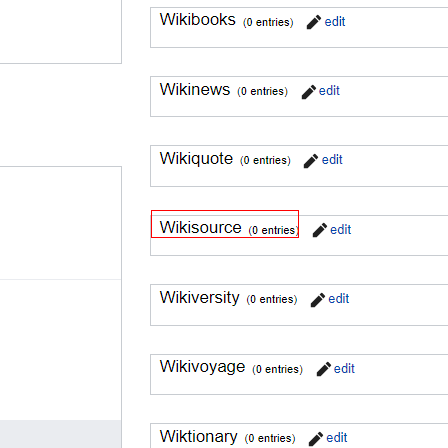 Wikibooks (0 entries) edit
Wikinews (0 entries) edit
Wikiquote (0 entries) edit
Wikisource (0 entries) edit
Wikiversity (0 entries) edit
Wikivoyage (0 entries) edit
Wiktionary (0 entries) edit